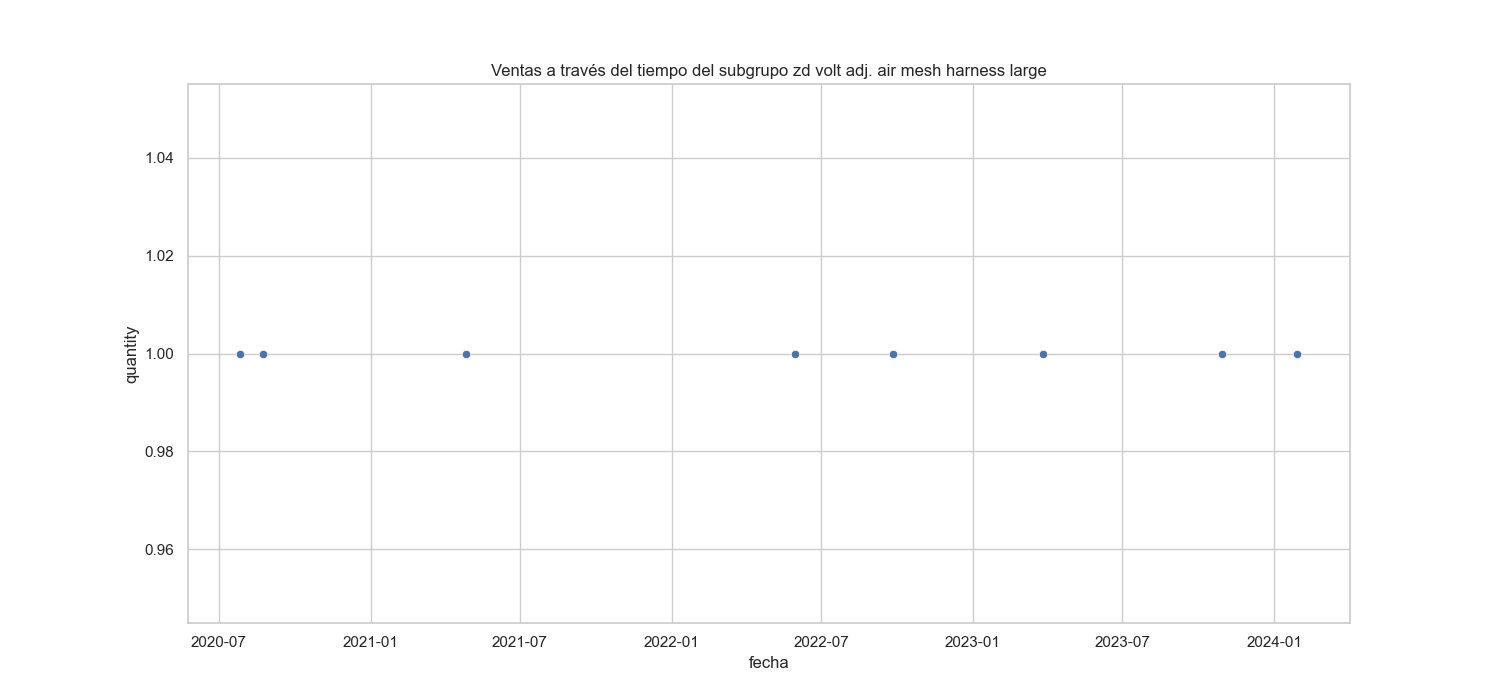 Ventas a través del tiempo del subgrupo zd volt adj. air mesh harness large
1.04
1.02
1.00
0.98
0.96
quantity
2020-07 2021-01 2021-07 2022-01 2022-07 2023-01 2023-07 2024-01
fecha